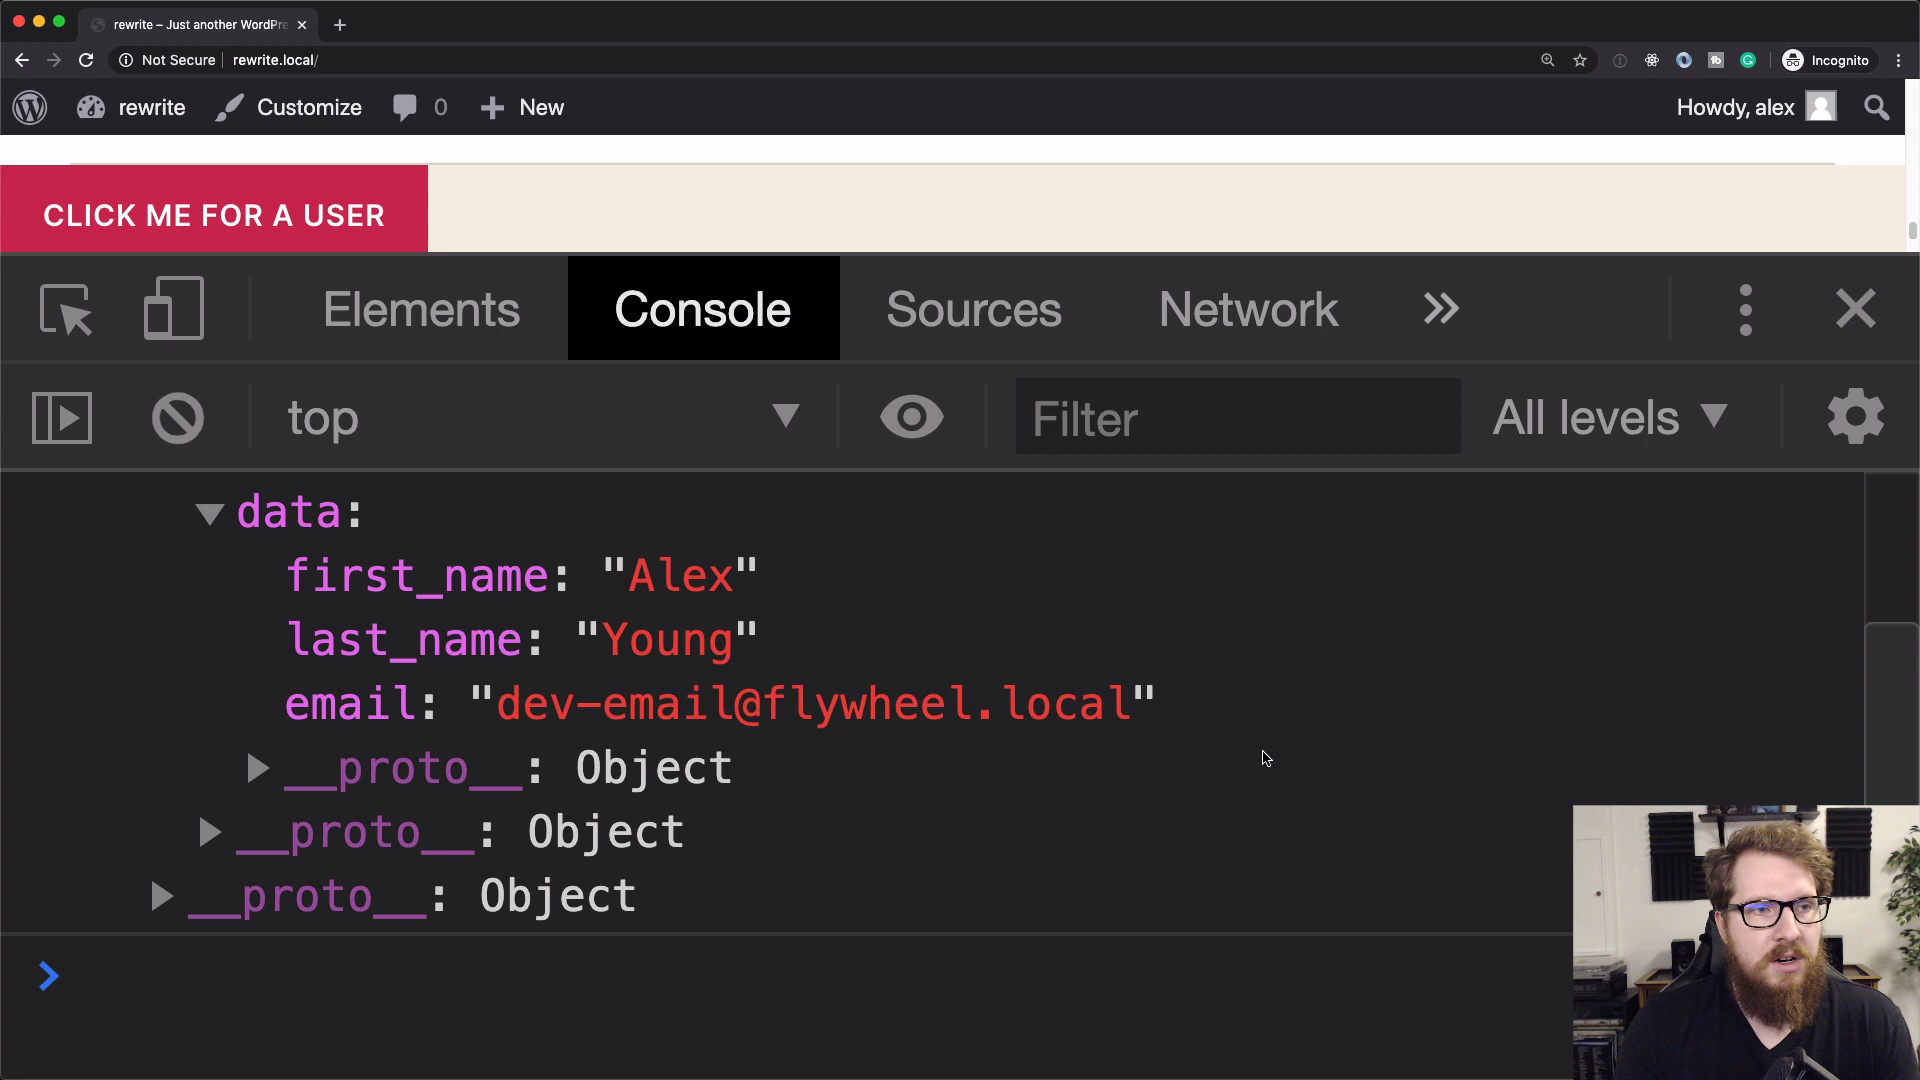 rewrite – Just another WordPre
Not Secure rewrite.local/
Incognito
rewrite Customize 0 New
Howdy, alex
CLICK ME FOR A USER
Elements Console Sources Network
top Filter All levels
data:
first_name: "Alex"
last_name: "Young"
email: "dev-email@flywheel.local"
__proto__: Object
__proto__: Object
__proto__: Object